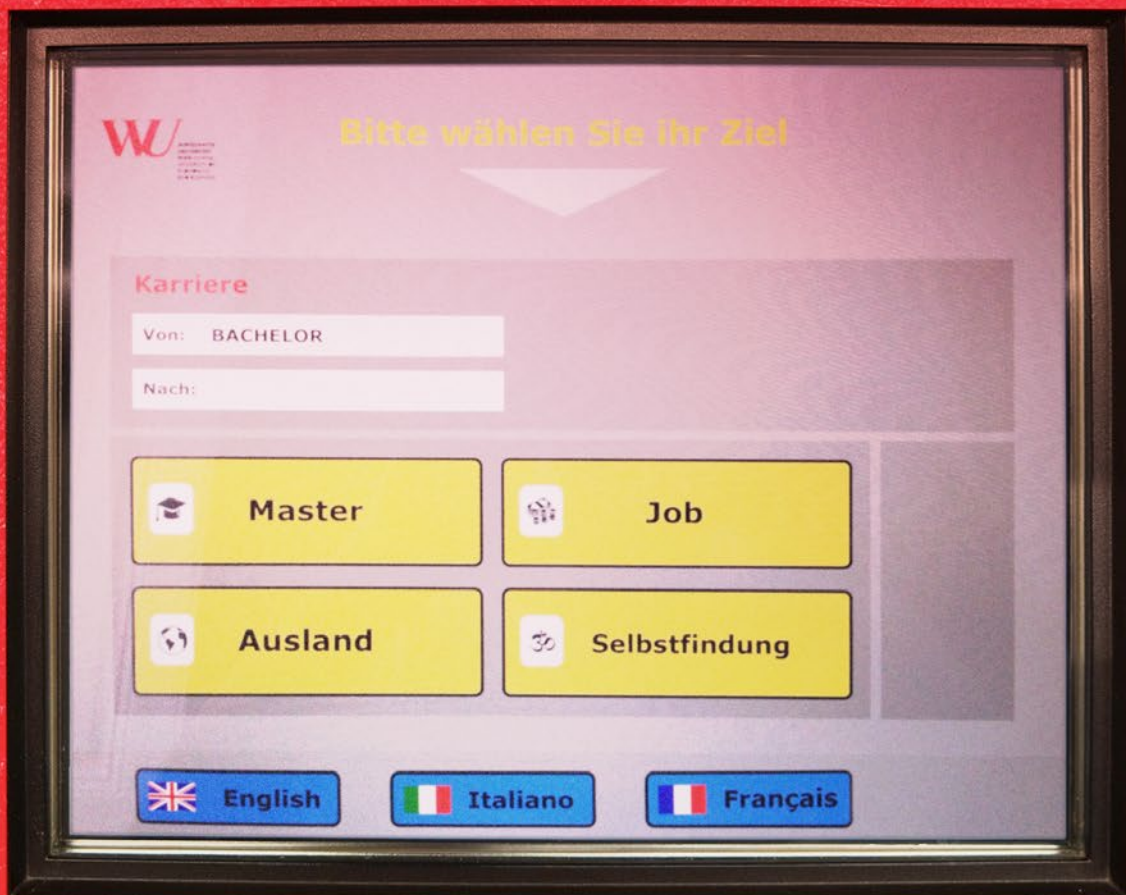 WU
Bitte wählen Sie ihr Ziel
Karriere
Von: BACHELOR
Nach:
Master
Job
Ausland
Selbstfindung
English
Italiano
Français